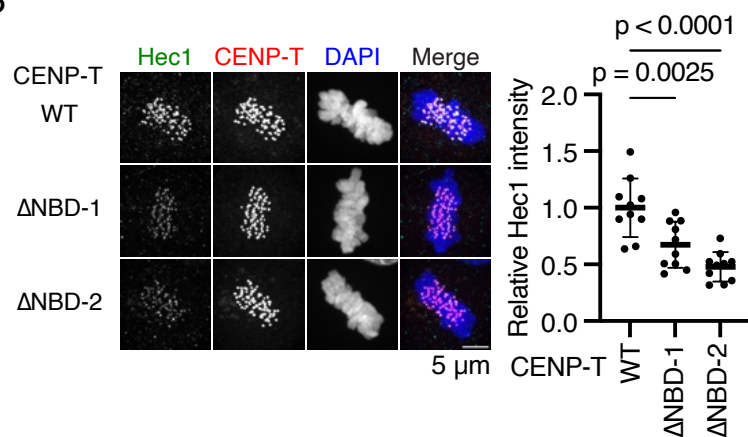 Hec1 CENP-T DAPI Merge
CENP-T
WT
ΔNBD-1
ΔNBD-2
5 μm
p < 0.0001
p = 0.0025
Relative Hec1 intensity
2.0
1.5
1.0
0.5
0.0
CENP-T WT ΔNBD-1 ΔNBD-2